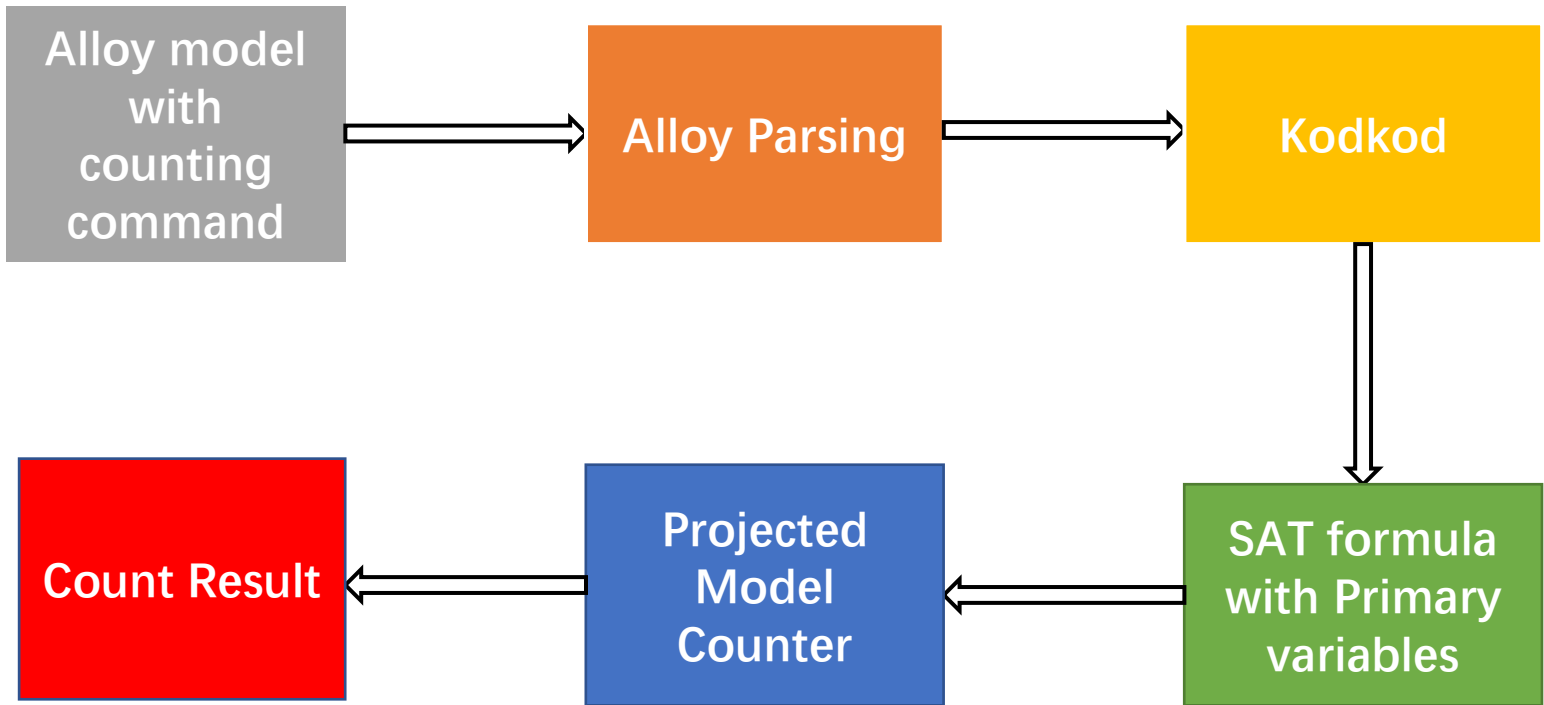 Alloy model
with
counting
command
Alloy Parsing
Kodkod
SAT formula
with Primary
variables
Projected
Model
Counter
Count Result